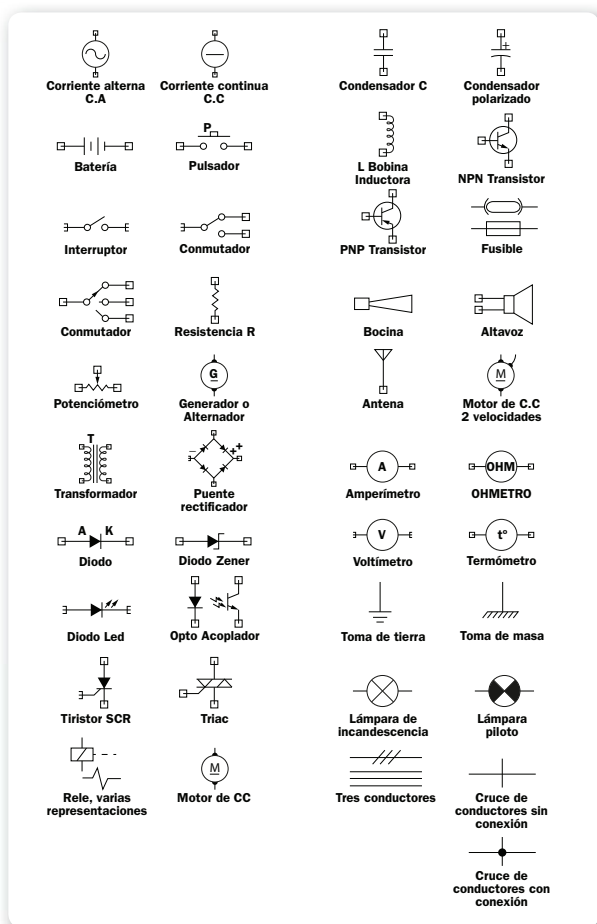 Corriente alterna
C.A
Corriente continua
C.C
Condensador C
+
Condensador
polarizado
Batería
P
Pulsador
L Bobina
Inductora
NPN Transistor
Interruptor
Conmutador
PNP Transistor
Fusible
Conmutador
Resistencia R
Bocina
Altavoz
Potenciómetro
G
Generador o
Alternador
Antena
M
Motor de C.C
2 velocidades
T
Transformador
– + +
Puente
rectificador
A
Amperímetro
OHM
OHMETRO
A K
Diodo
Diodo Zener
V
Voltímetro
t°
Termómetro
Diodo Led
Opto Acoplador
Toma de tierra
Toma de masa
Tiristor SCR
Triac
Lámpara de
incandescencia
Lámpara
piloto
Rele, varias
representaciones
M
Motor de CC
Tres conductores
Cruce de
conductores sin
conexión
Cruce de
conductores con
conexión